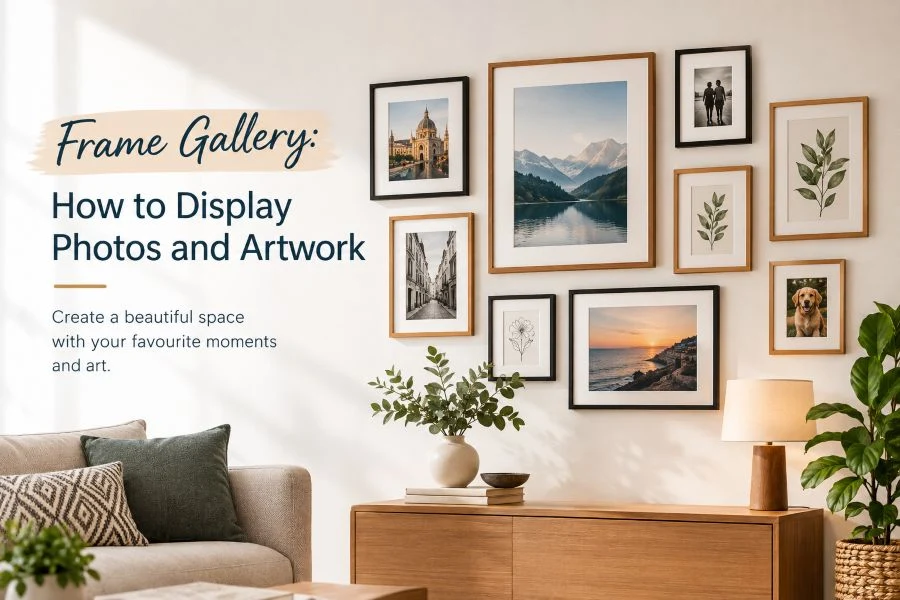 Frame Gallery:
How to Display
Photos and Artwork
Create a beautiful space
with your favourite moments
and art.